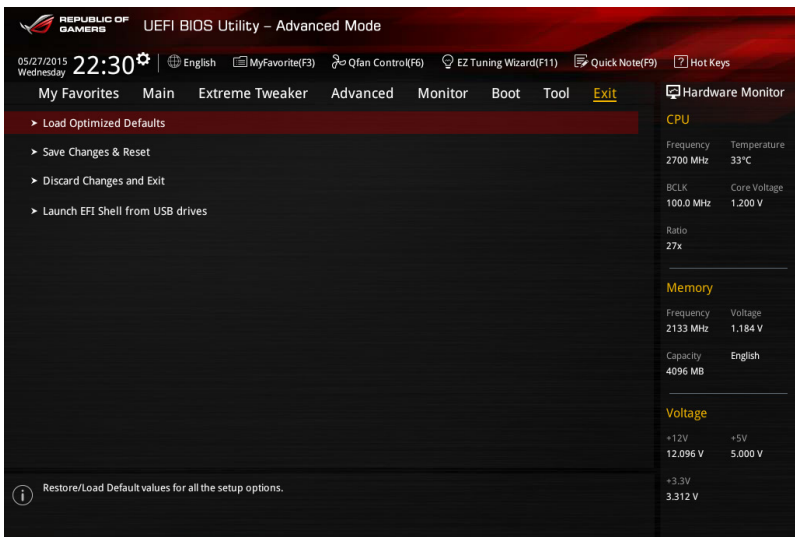 REPUBLIC OF
GAMERS
UEFI BIOS Utility – Advanced Mode
05/27/2015
Wednesday
22:30
English
MyFavorite(F3)
Qfan Control(F6)
EZ Tuning Wizard(F11)
Quick Note(F9)
? Hot Keys
My Favorites Main Extreme Tweaker Advanced Monitor Boot Tool Exit
Hardware Monitor
Load Optimized Defaults
Save Changes & Reset
Discard Changes and Exit
Launch EFI Shell from USB drives
CPU
Frequency Temperature
2700 MHz 33°C
BCLK Core Voltage
100.0 MHz 1.200 V
Ratio
27x
Memory
Frequency Voltage
2133 MHz 1.184 V
Capacity English
4096 MB
Voltage
+12V +5V
12.096 V 5.000 V
+3.3V
3.312 V
Restore/Load Default values for all the setup options.